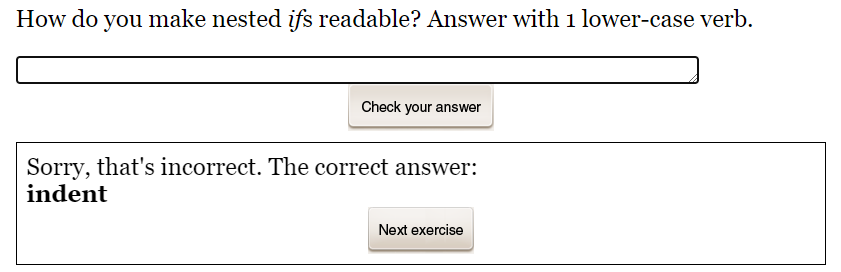 How do you make nested ifs readable? Answer with 1 lower-case verb.
Check your answer
Sorry, that's incorrect. The correct answer:
indent
Next exercise